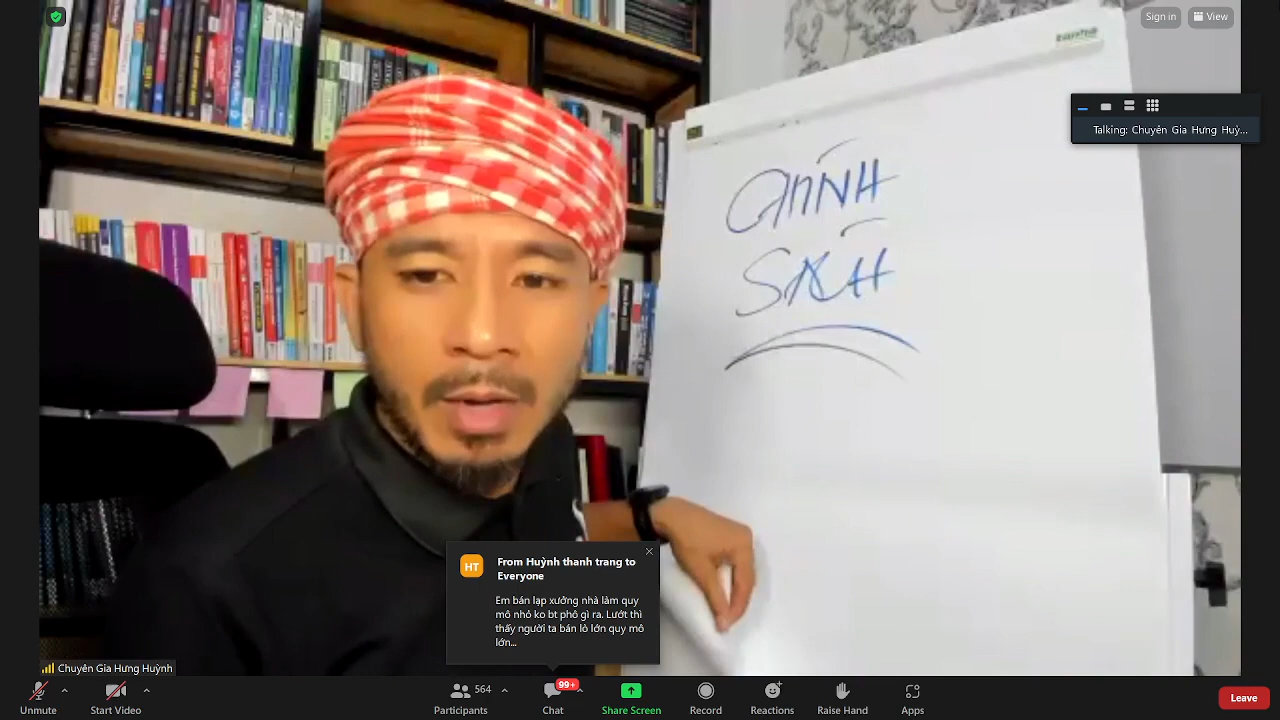 Sign in
View
Talking: Chuyên Gia Hưng Huỳ...
CHÍNH
SÁCH
HT
From Huỳnh thanh trang to
Everyone
Em bán lạp xưởng nhà làm quy
mô nhỏ ko bt phô gì ra. Lướt thì
thấy người ta bán lò lớn quy mô
lớn...
Chuyên Gia Hưng Huỳnh
Unmute
Start Video
564
Participants
99+
Chat
Share Screen
Record
Reactions
Raise Hand
Apps
Leave